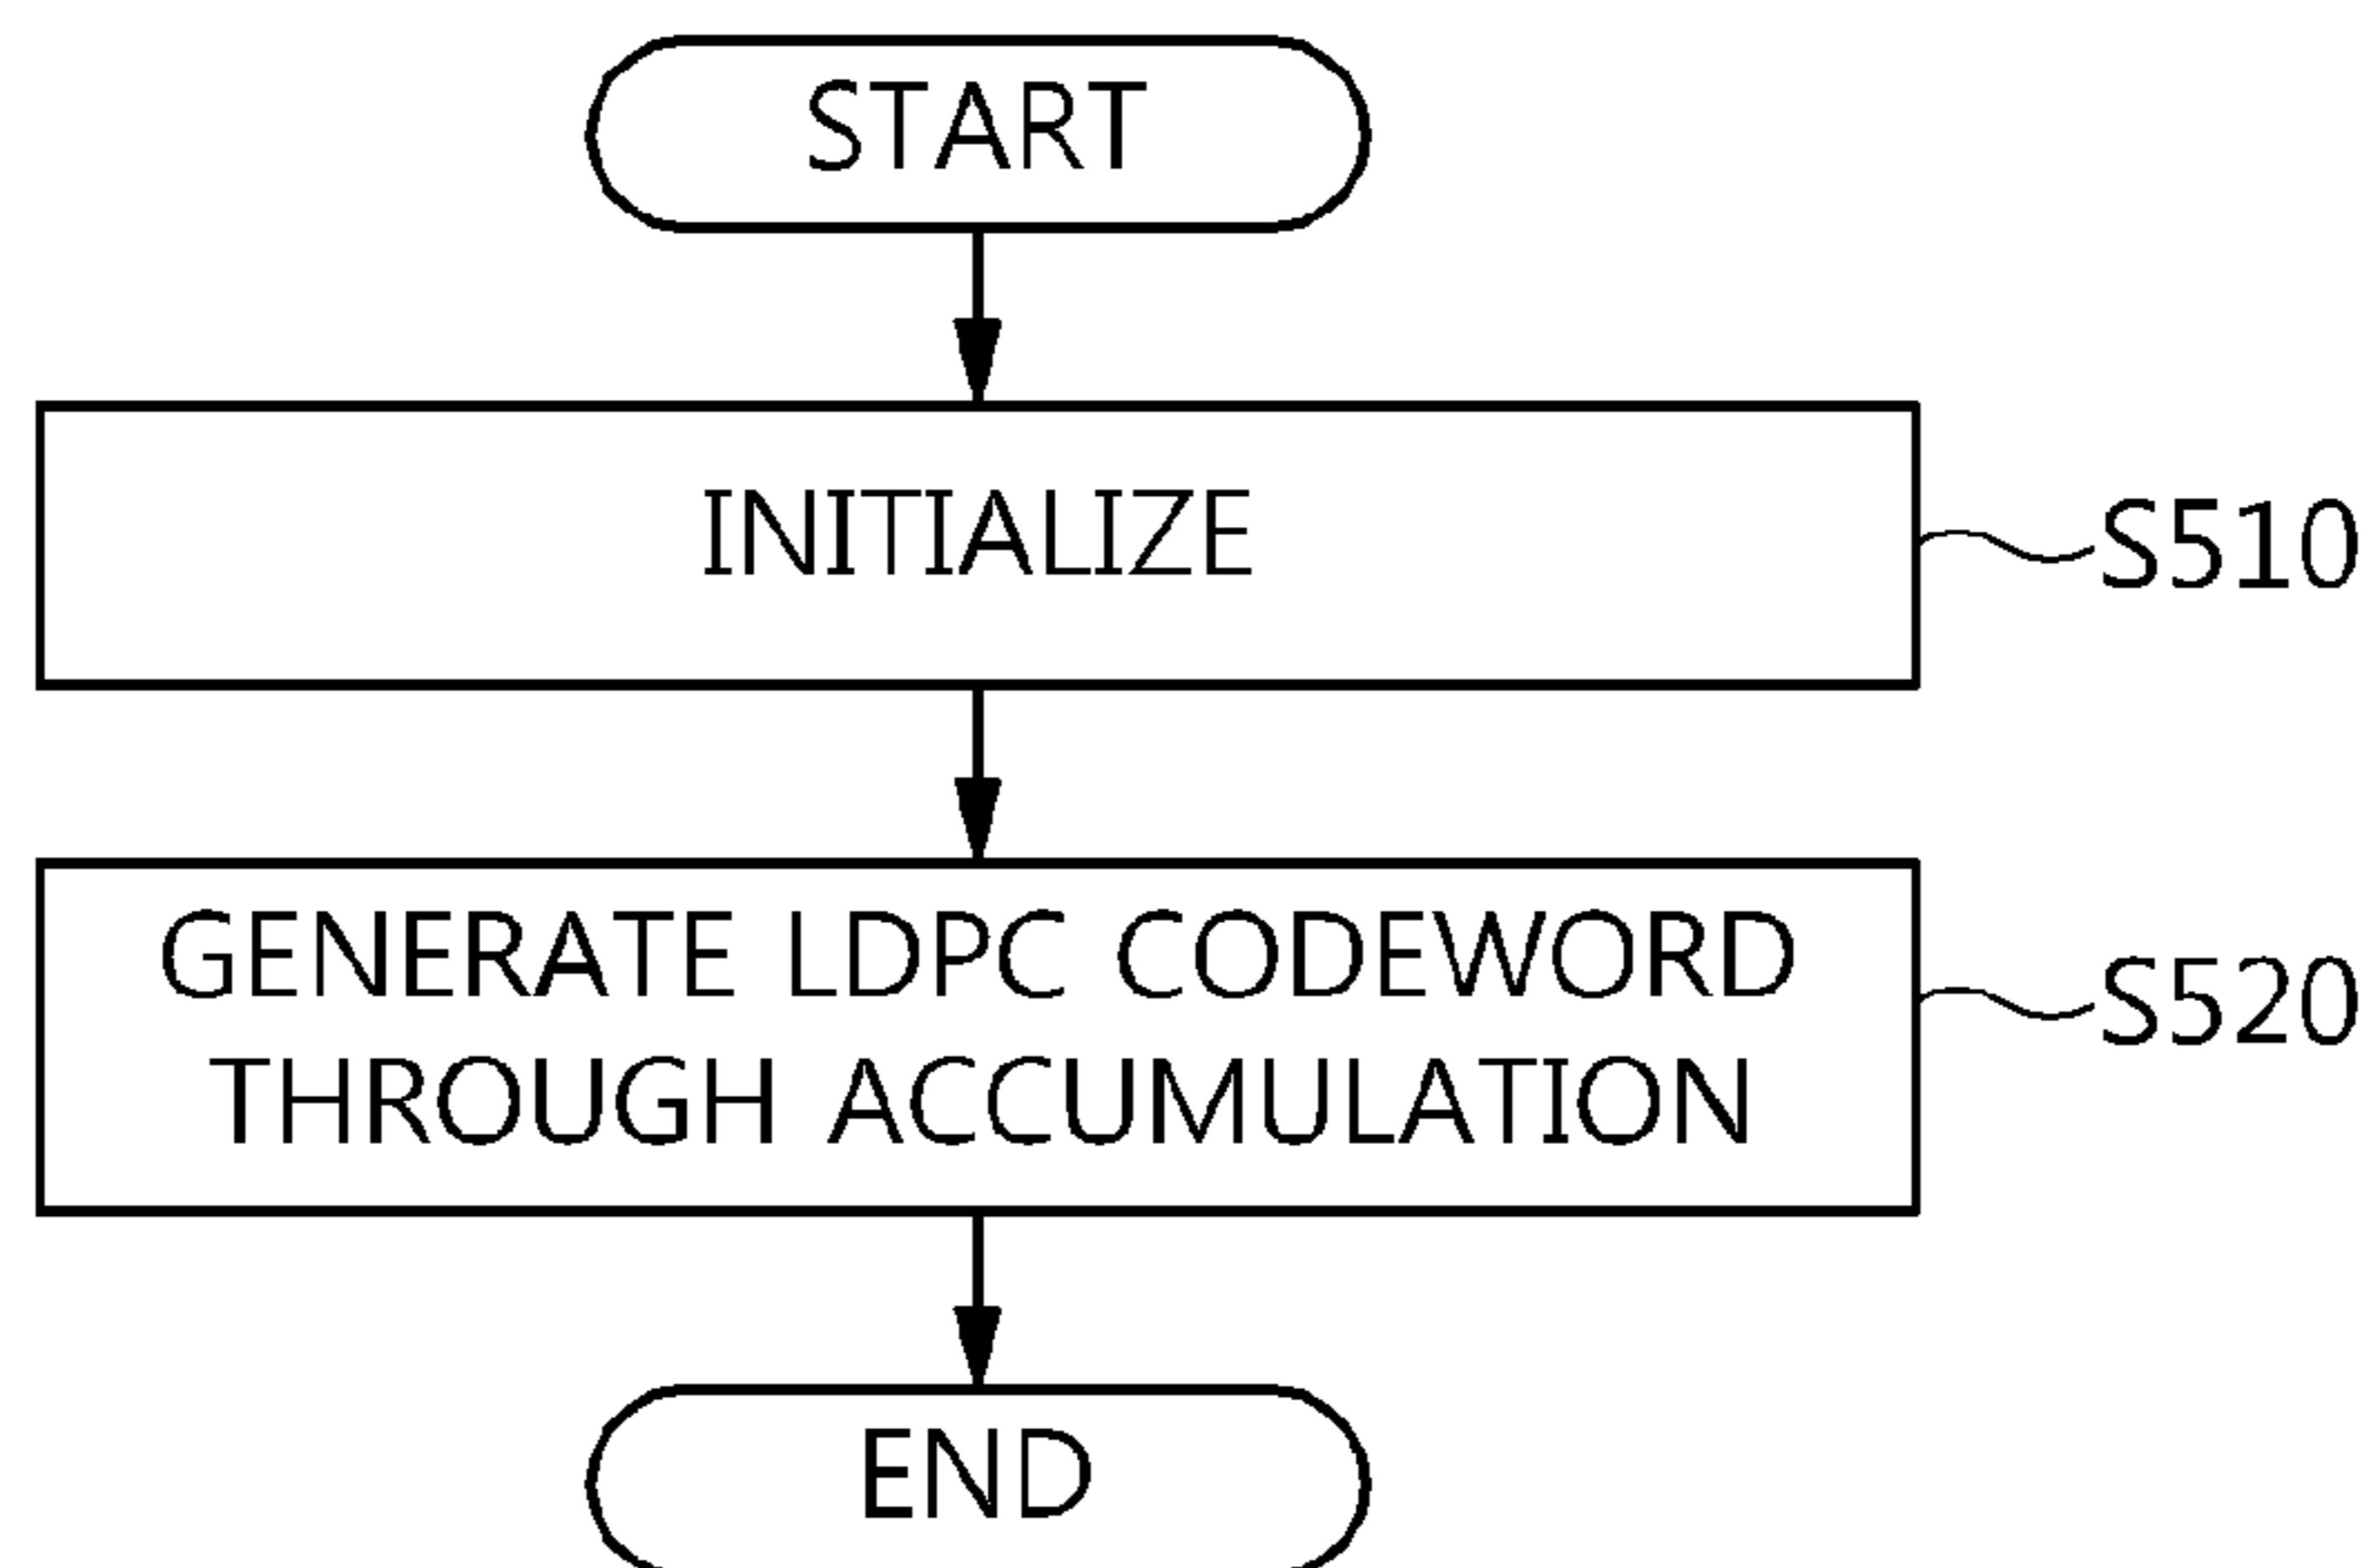 START
INITIALIZE
S510
GENERATE LDPC CODEWORD
THROUGH ACCUMULATION
S520
END